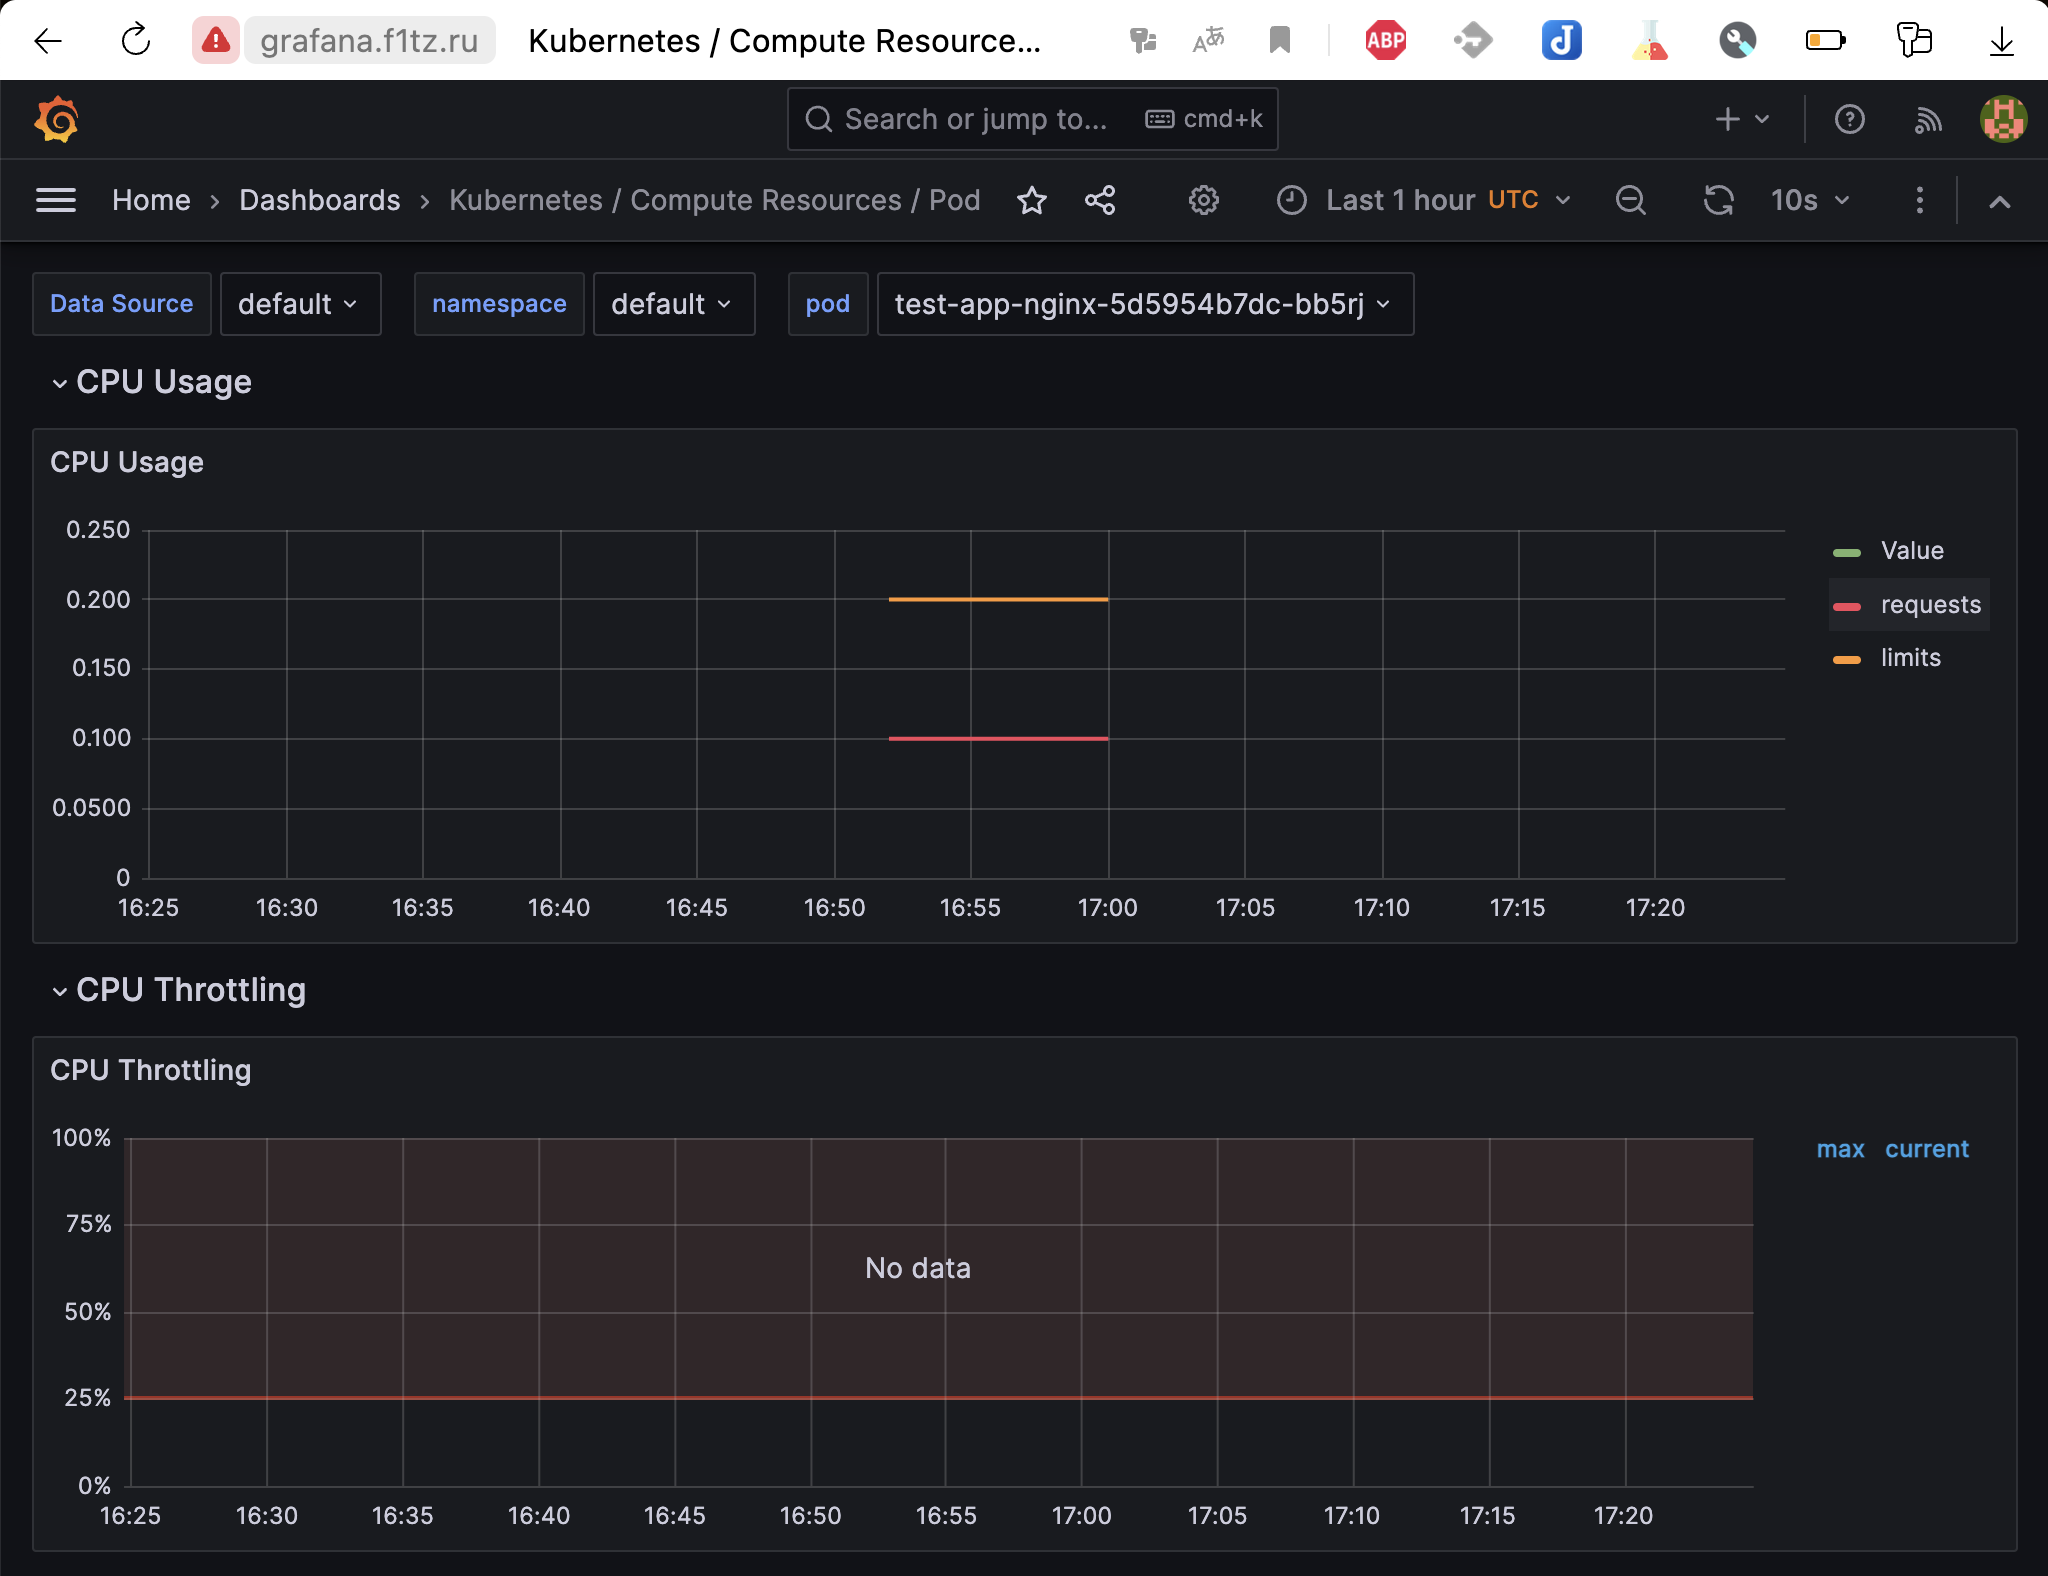 grafana.f1tz.ru Kubernetes / Compute Resource... Aあ ABP J
Search or jump to... cmd+k
Home › Dashboards › Kubernetes / Compute Resources / Pod Last 1 hour UTC 10s
Data Source default namespace default pod test-app-nginx-5d5954b7dc-bb5rj
CPU Usage
CPU Usage
0.250
0.200
0.150
0.100
0.0500
0
16:25 16:30 16:35 16:40 16:45 16:50 16:55 17:00 17:05 17:10 17:15 17:20
Value
requests
limits
CPU Throttling
CPU Throttling
100%
75%
50%
25%
0%
No data
16:25 16:30 16:35 16:40 16:45 16:50 16:55 17:00 17:05 17:10 17:15 17:20
max current